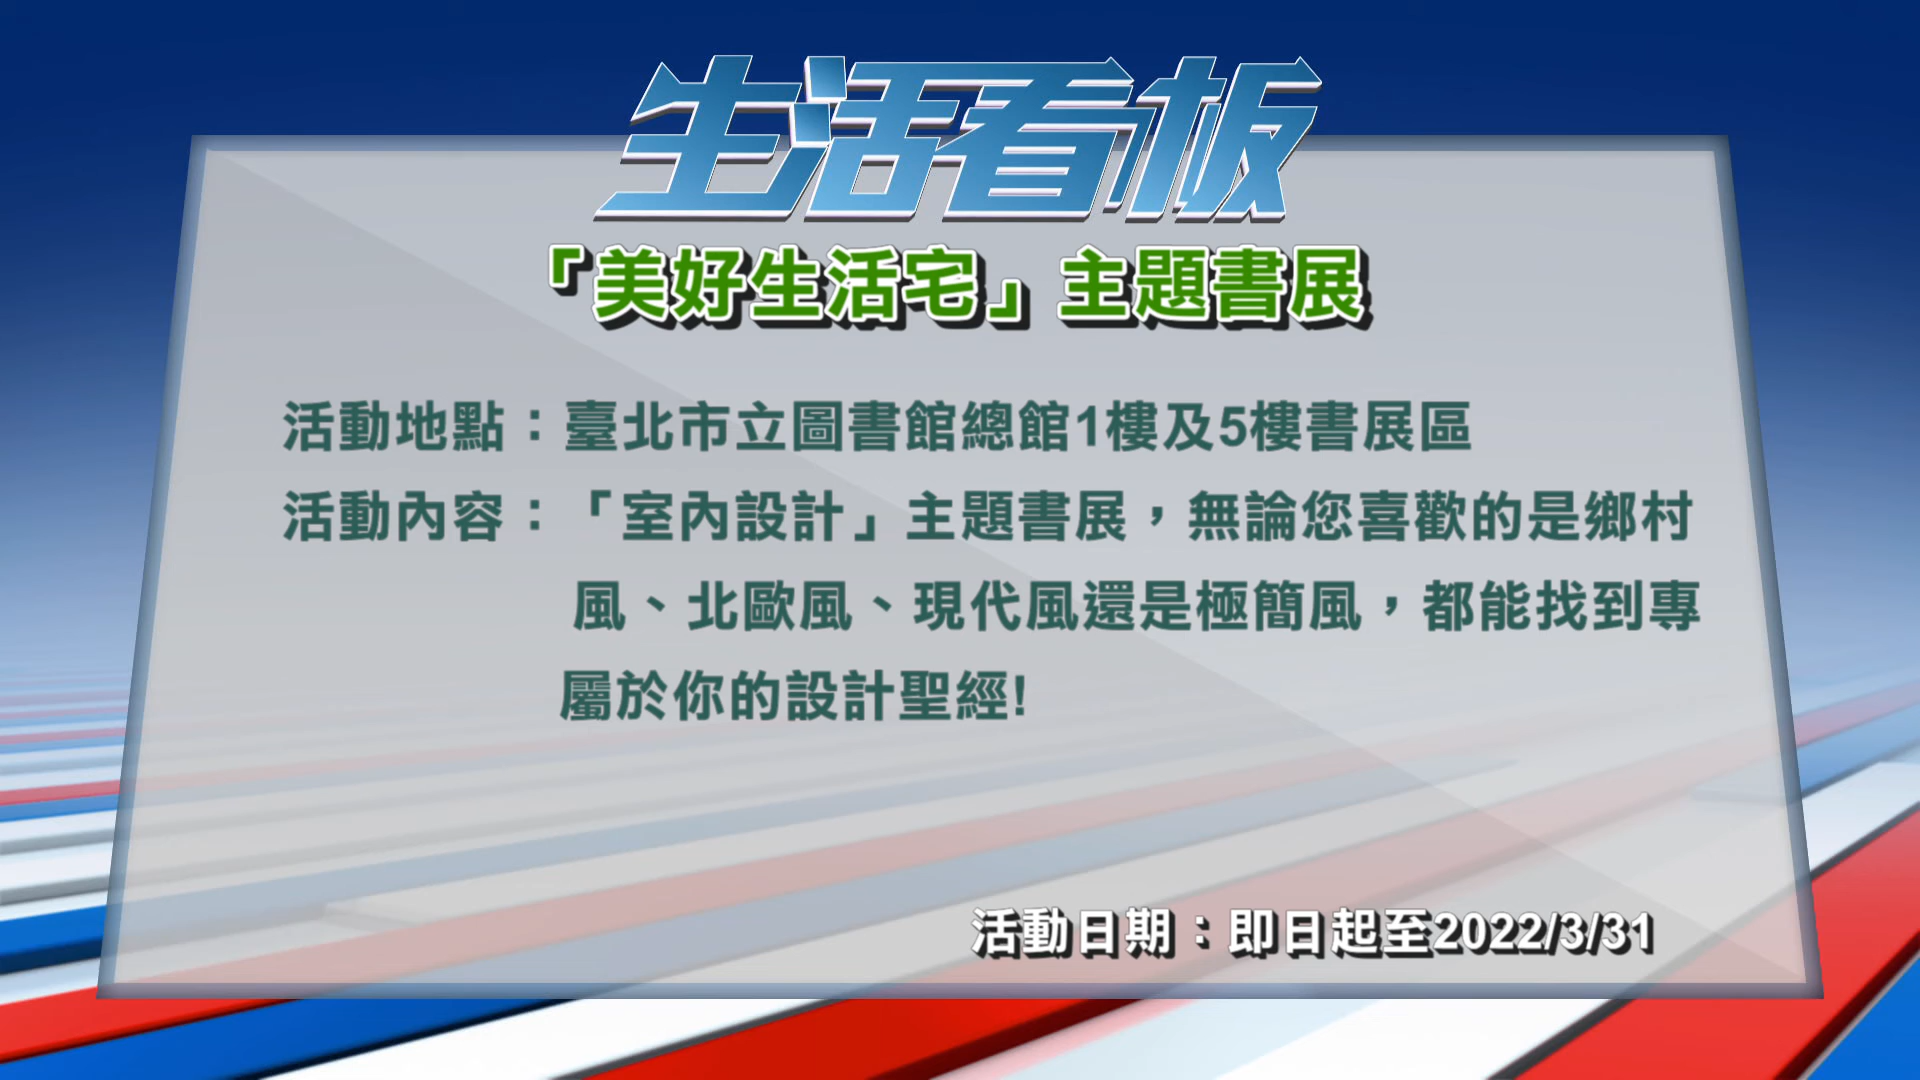 生活看板
「美好生活宅」主題書展
活動地點：臺北市立圖書館總館1樓及5樓書展區
活動內容：「室內設計」主題書展，無論您喜歡的是鄉村
風、北歐風、現代風還是極簡風，都能找到專
屬於你的設計聖經!
活動日期：即日起至2022/3/31